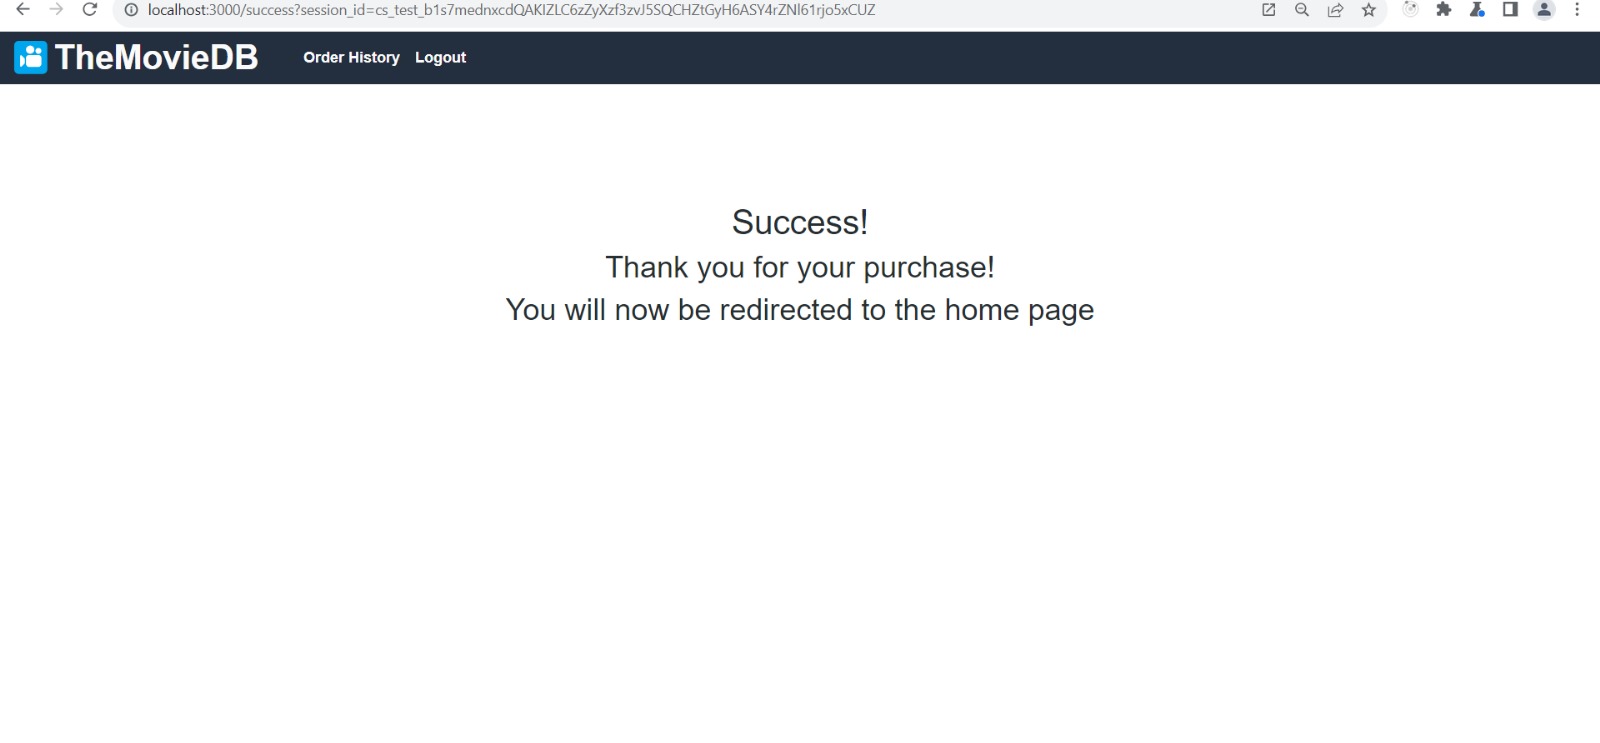 localhost:3000/success?session_id=cs_test_b1s7mednxcdQAKIZLC6zZyXzf3zvJ5SQCHZtGyH6ASY4rZNl61rjo5xCUZ
TheMovieDB Order History Logout
Success!
Thank you for your purchase!
You will now be redirected to the home page